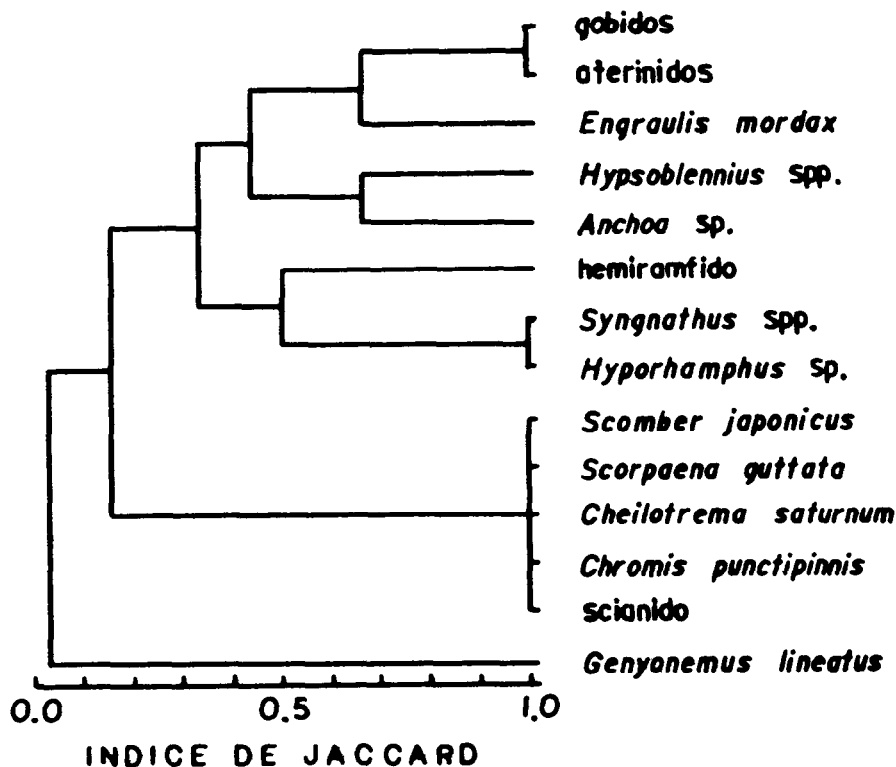 gobidos
aterinidos
Engraulis mordax
Hypsoblennius spp.
Anchoa sp.
hemiramfido
Syngnathus spp.
Hyporhamphus sp.
Scomber japonicus
Scorpaena guttata
Cheilotrema saturnum
Chromis punctipinnis
scianido
Genyonemus lineatus
0.0 0.5 1.0
INDICE DE JACCARD